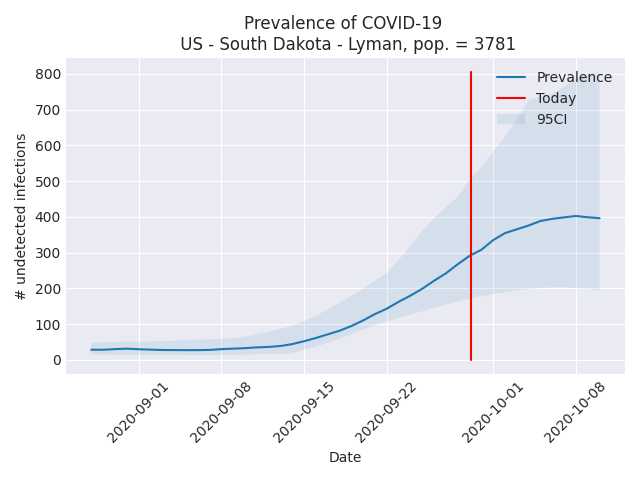 Prevalence of COVID-19
US - South Dakota - Lyman, pop. = 3781
800
700
600
500
400
300
200
100
0
# undetected infections
Prevalence
Today
95CI
2020-09-01
2020-09-08
2020-09-15
2020-09-22
2020-10-01
2020-10-08
Date